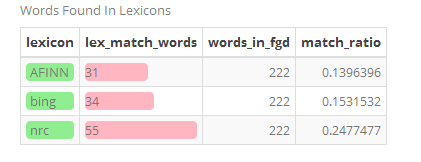 Words Found In Lexicons
lexicon lex_match_words words_in_fgd match_ratio
AFINN 31 222 0.1396396
bing 34 222 0.1531532
nrc 55 222 0.2477477